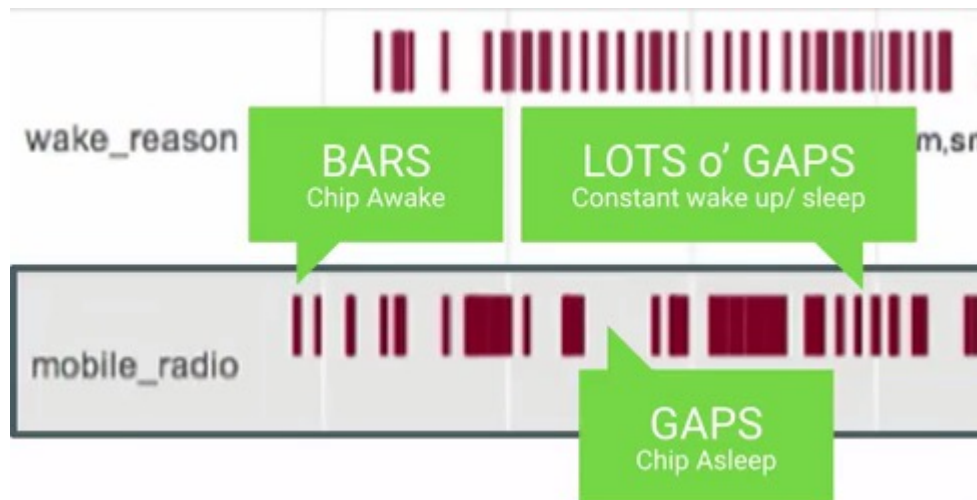 wake_reason
BARS
Chip Awake
LOTS o' GAPS
Constant wake up/ sleep
mobile_radio
GAPS
Chip Asleep